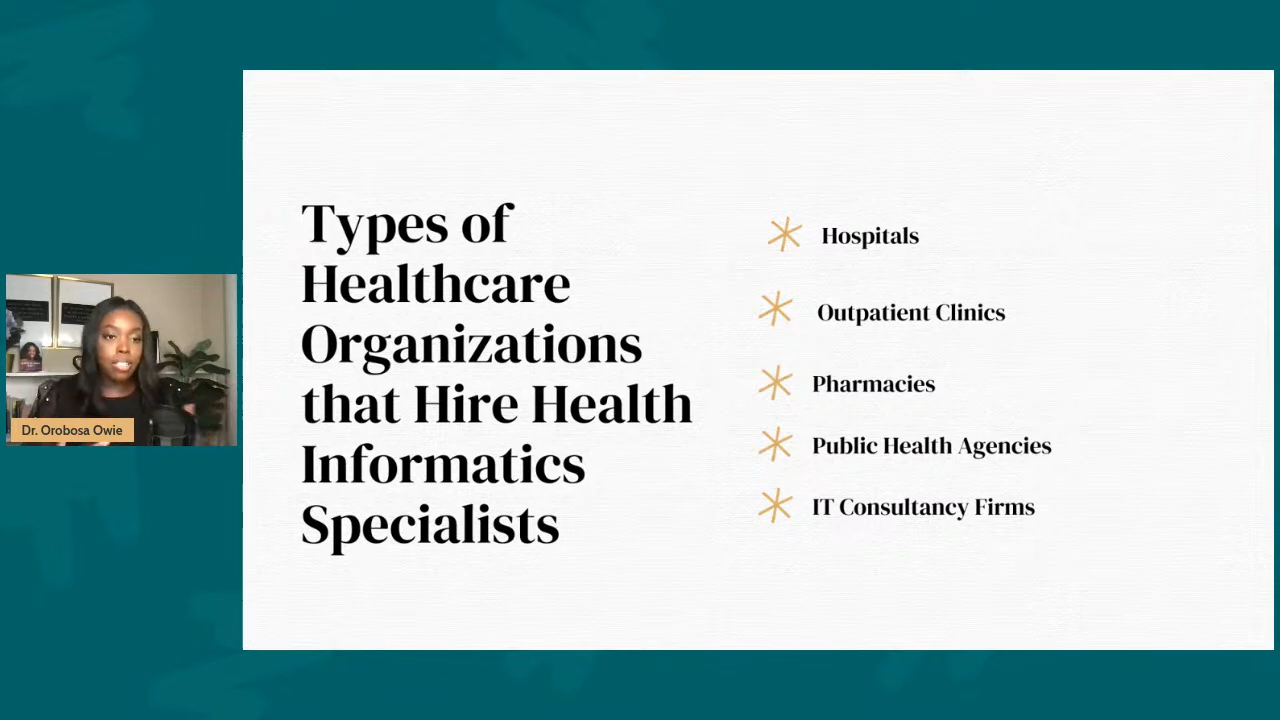 Types of
Healthcare
Organizations
that Hire Health
Informatics
Specialists
Hospitals
Outpatient Clinics
Pharmacies
Public Health Agencies
IT Consultancy Firms
Dr. Orobosa Owie